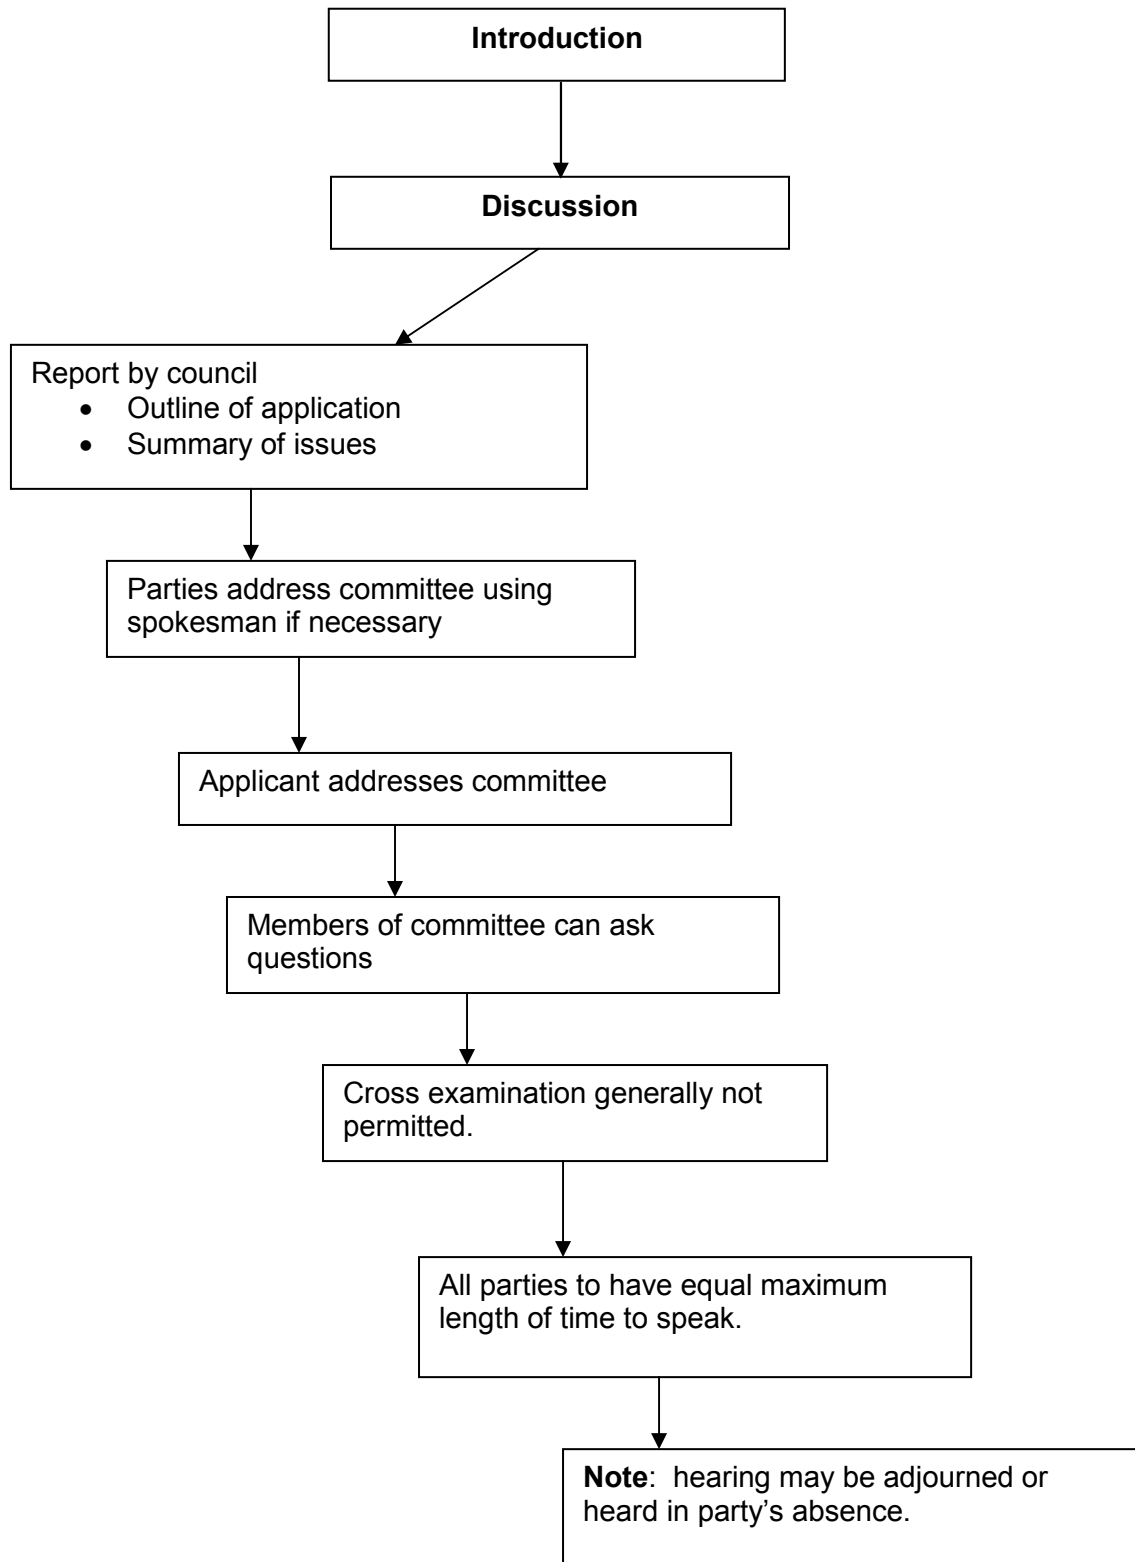 Introduction
Discussion
Report by council
• Outline of application
• Summary of issues
Parties address committee using
spokesman if necessary
Applicant addresses committee
Members of committee can ask
questions
Cross examination generally not
permitted.
All parties to have equal maximum
length of time to speak.
Note:  hearing may be adjourned or
heard in party’s absence.